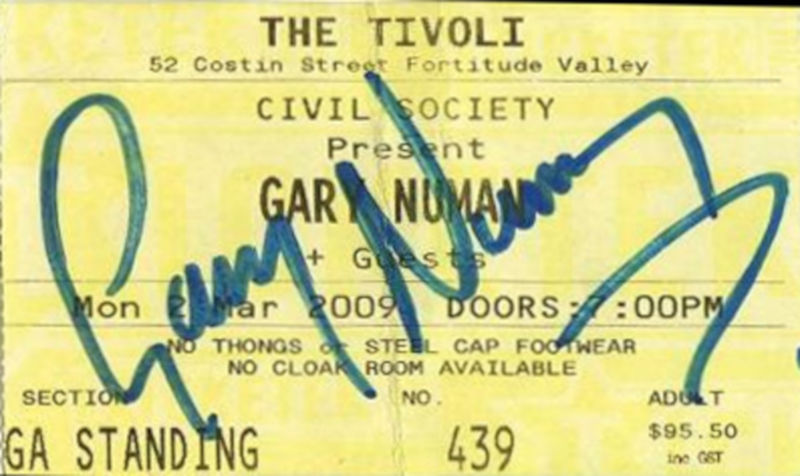 THE TIVOLI
52 Costin Street Fortitude Valley
CIVIL SOCIETY
Present
GARY NUMAN
+ Guests
Mon 2 Mar 2009 DOORS:7:00PM
NO THONGS or STEEL CAP FOOTWEAR
NO CLOAK ROOM AVAILABLE
SECTION NO. ADULT
GA STANDING 439 $95.50
inc GST
Gary Numan